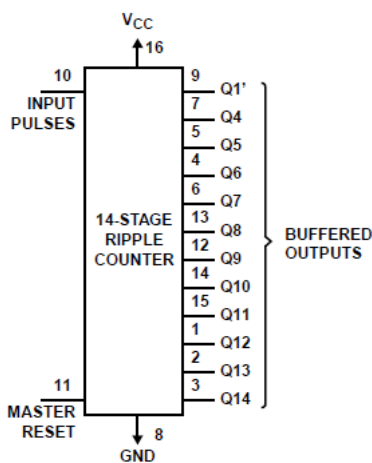 VCC
16
10
INPUT
PULSES
9
Q1'
7
Q4
5
Q5
4
Q6
6
Q7
13
Q8
12
Q9
14
Q10
15
Q11
1
Q12
2
Q13
3
Q14
14-STAGE
RIPPLE
COUNTER
BUFFERED
OUTPUTS
11
MASTER
RESET
8
GND